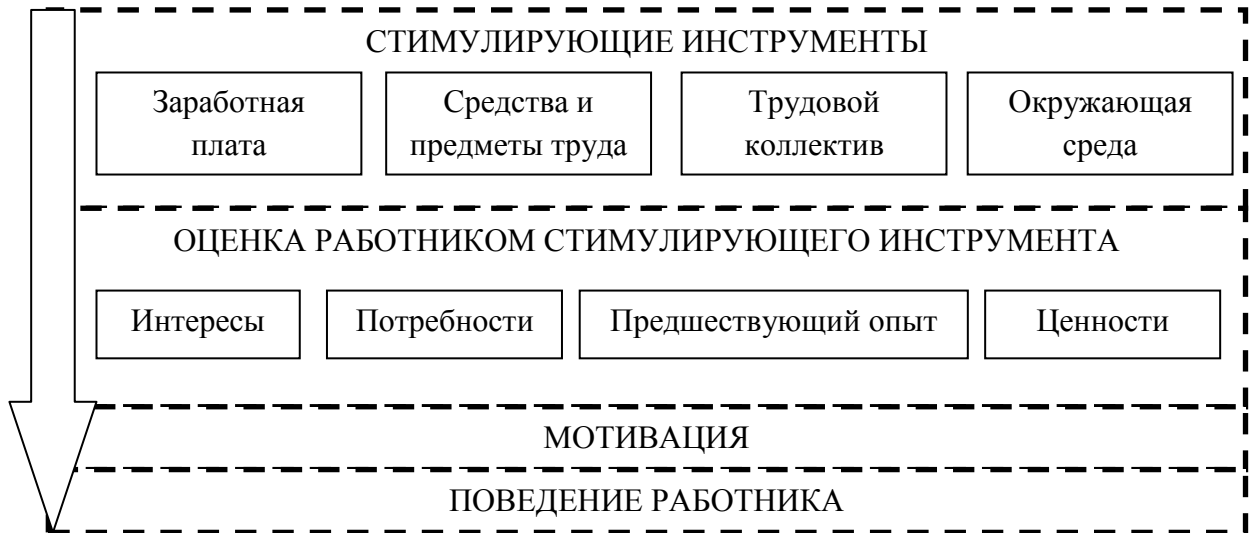 СТИМУЛИРУЮЩИЕ ИНСТРУМЕНТЫ
Заработная
плата
Средства и
предметы труда
Трудовой
коллектив
Окружающая
среда
ОЦЕНКА РАБОТНИКОМ СТИМУЛИРУЮЩЕГО ИНСТРУМЕНТА
Интересы
Потребности
Предшествующий опыт
Ценности
МОТИВАЦИЯ
ПОВЕДЕНИЕ РАБОТНИКА